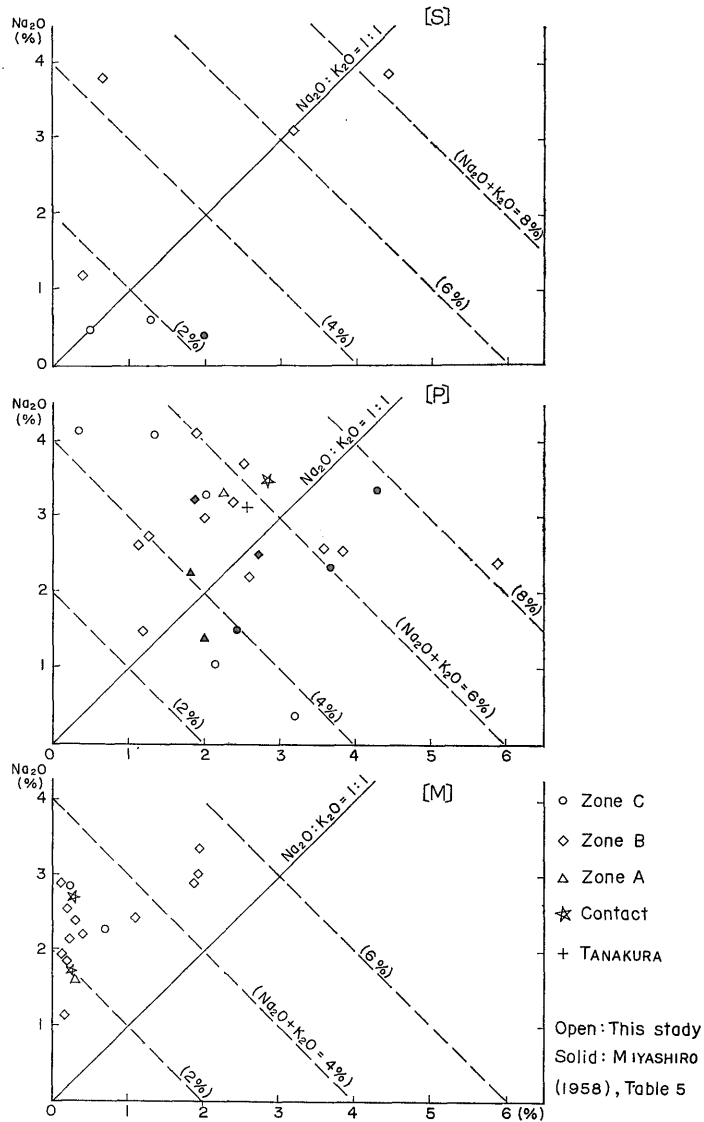 Na₂O
(%)
[S]
4
3
2
1
0
Na₂O:K₂O=1:1
(Na₂O+K₂O=8%)
(6%)
(4%)
(2%)
Na₂O
(%)
[P]
4
3
2
1
0 1 2 3 4 5 6
Na₂O:K₂O=1:1
(8%)
(Na₂O+K₂O=6%)
(4%)
(2%)
Na₂O
(%)
[M]
4
3
2
1
0 1 2 3 4 5 6 (%)
Na₂O:K₂O=1:1
(6%)
(Na₂O+K₂O=4%)
(2%)
Zone C
Zone B
Zone A
Contact
TANAKURA
Open: This stady
Solid: MIYASHIRO
(1958), Table 5